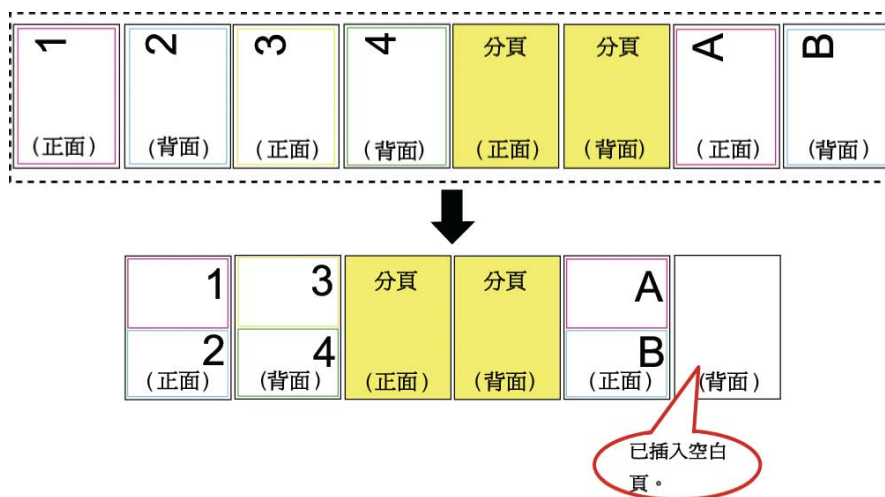 1 2 3 4 分頁 分頁 A B
(正面) (背面) (正面) (背面) (正面) (背面) (正面) (背面)
1 3 分頁 分頁 A
2 4 B
(正面) (背面) (正面) (背面) (正面) (背面)
已插入空白
頁。